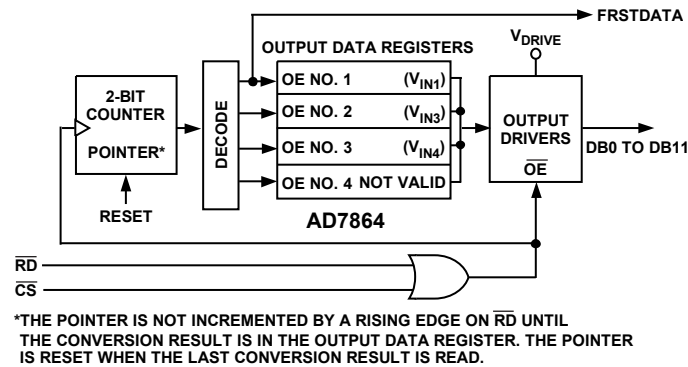 FRSTDATA
OUTPUT DATA REGISTERS
VDRIVE
2-BIT
COUNTER
POINTER*
RESET
DECODE
OE NO. 1 (VIN1)
OE NO. 2 (VIN3)
OE NO. 3 (VIN4)
OE NO. 4 NOT VALID
OUTPUT
DRIVERS
OE
DB0 TO DB11
AD7864
RD
CS
*THE POINTER IS NOT INCREMENTED BY A RISING EDGE ON RD UNTIL
THE CONVERSION RESULT IS IN THE OUTPUT DATA REGISTER. THE POINTER
IS RESET WHEN THE LAST CONVERSION RESULT IS READ.